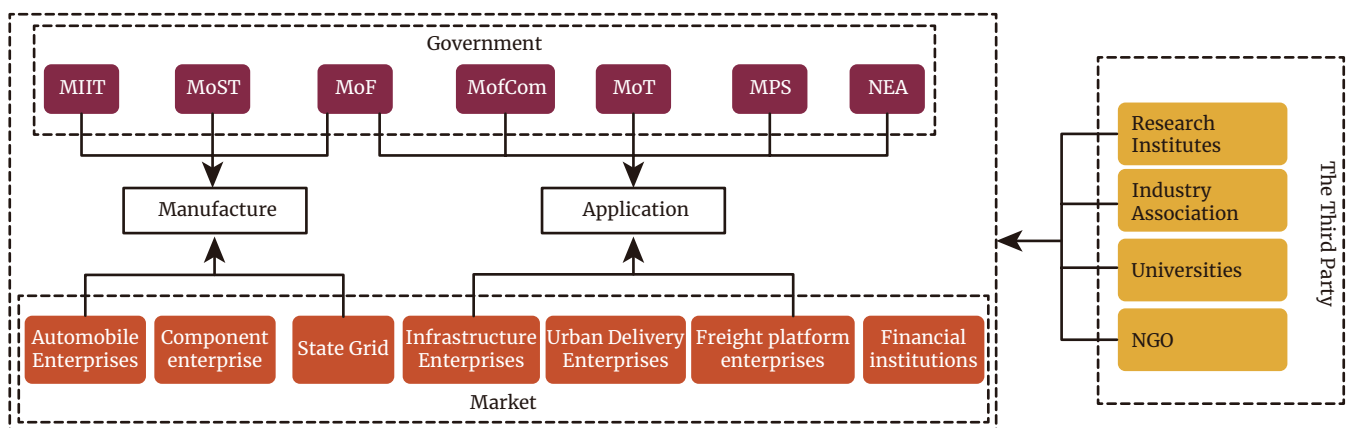 Government
MIIT
MoST
MoF
MofCom
MoT
MPS
NEA
Manufacture
Application
Automobile
Enterprises
Component
enterprise
State Grid
Infrastructure
Enterprises
Urban Delivery
Enterprises
Freight platform
enterprises
Financial
institutions
Market
Research
Institutes
Industry
Association
Universities
NGO
The Third Party